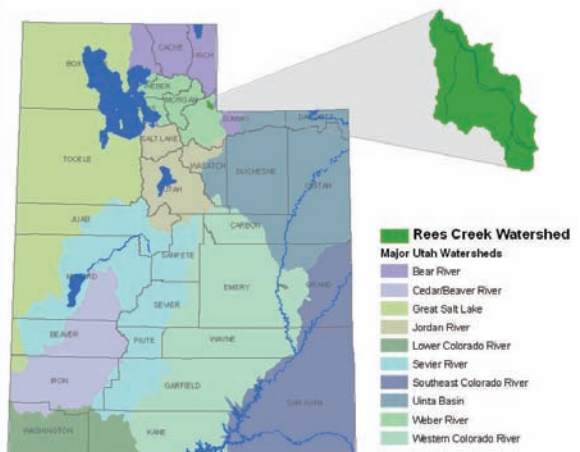 CACHE
RICH
BOX
WEBER
MORGAN
SUMMIT
SALT LAKE
TOOELE
WASATCH
DUCHESNE
UTAH
JUAB
CARBON
SANPETE
MILLARD
EMERY
GRAND
SEVIER
BEAVER
PIUTE
WAYNE
IRON
GARFIELD
SAN JUAN
WASHINGTON
KANE
Rees Creek Watershed
Major Utah Watersheds
Bear River
Cedar/Beaver River
Great Salt Lake
Jordan River
Lower Colorado River
Sevier River
Southeast Colorado River
Uinta Basin
Weber River
Western Colorado River